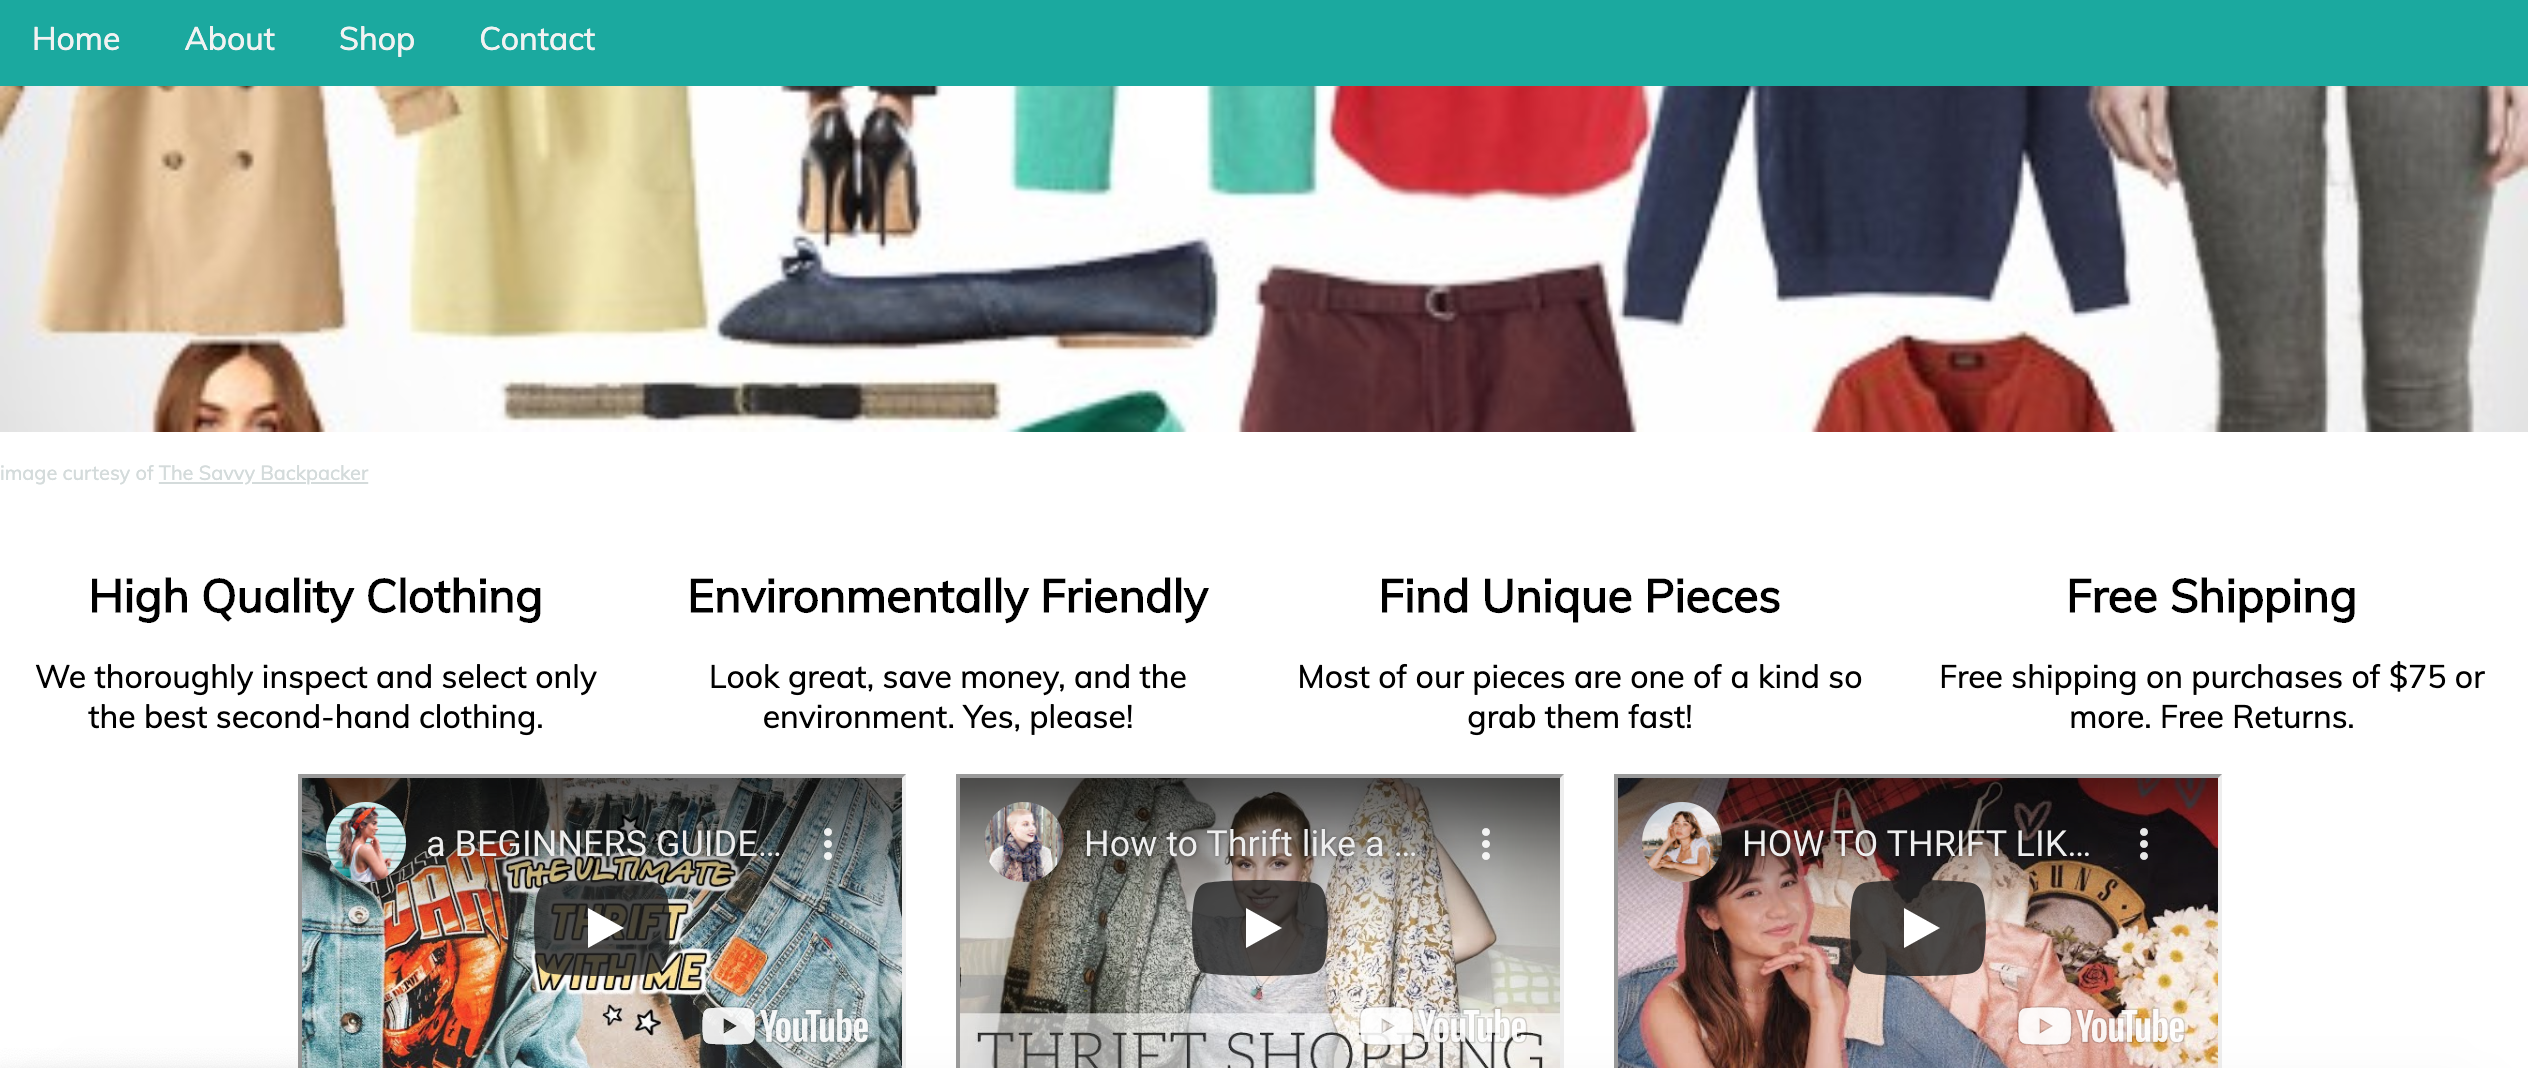 Home About Shop Contact
image curtesy of The Savvy Backpacker
High Quality Clothing
We thoroughly inspect and select only
the best second-hand clothing.
Environmentally Friendly
Look great, save money, and the
environment. Yes, please!
Find Unique Pieces
Most of our pieces are one of a kind so
grab them fast!
Free Shipping
Free shipping on purchases of $75 or
more. Free Returns.
a BEGINNERS GUIDE...
THE ULTIMATE
THRIFT
WITH ME
YouTube
How to Thrift like a ...
YouTube
THRIFT SHOPPING
HOW TO THRIFT LIK...
GUNS
YouTube